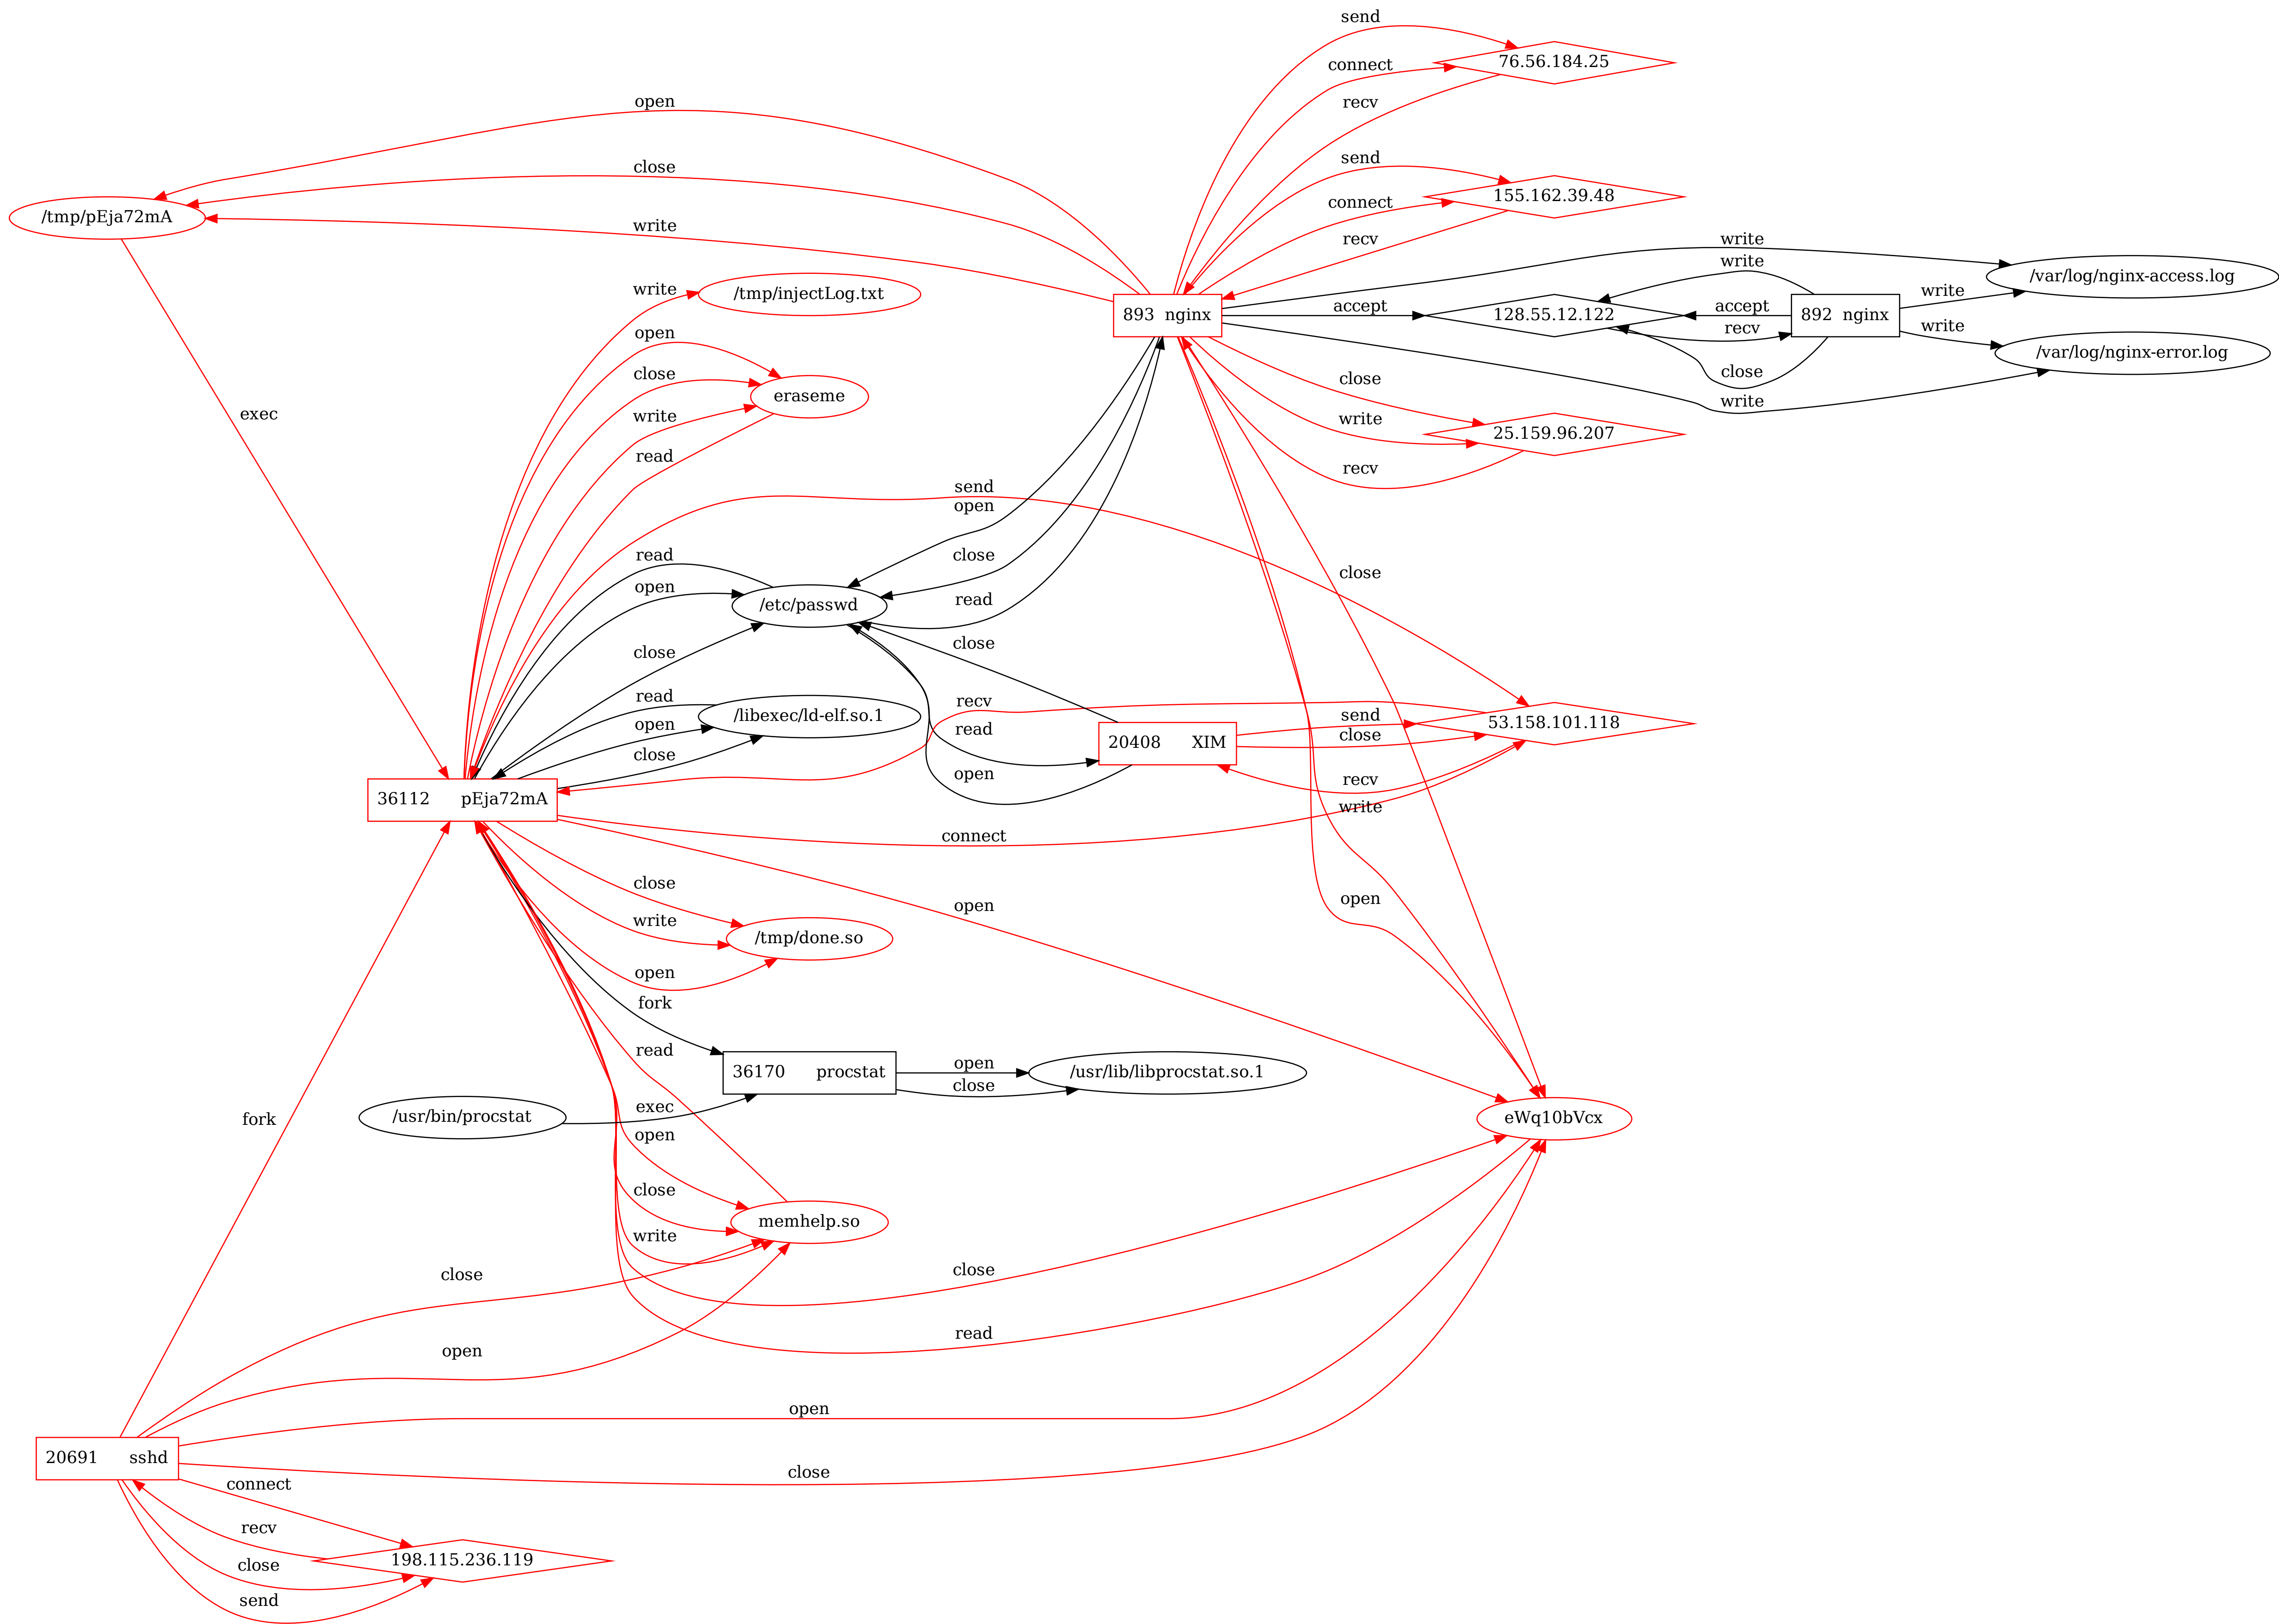 send
76.56.184.25
connect
open
recv
send
close
155.162.39.48
/tmp/pEja72mA
connect
write
recv
write
write
/var/log/nginx-access.log
write
/tmp/injectLog.txt
write
893 nginx
accept
128.55.12.122
accept
892 nginx
recv
write
open
/var/log/nginx-error.log
close
close
close
eraseme
write
exec
write
write
25.159.96.207
read
recv
send
open
read
close
close
open
/etc/passwd
read
close
close
read
recv
/libexec/ld-elf.so.1
send
53.158.101.118
open
read
20408 XIM
close
close
open
recv
36112 pEja72mA
write
connect
close
open
open
write
/tmp/done.so
open
fork
read
36170 procstat
open
/usr/lib/libprocstat.so.1
close
exec
/usr/bin/procstat
eWq10bVcx
fork
open
close
memhelp.so
write
close
close
read
open
open
20691 sshd
close
connect
recv
198.115.236.119
close
send